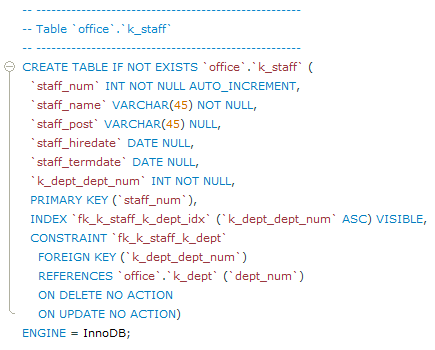 -- -----------------------------------------------------
-- Table `office`.`k_staff`
-- -----------------------------------------------------
CREATE TABLE IF NOT EXISTS `office`.`k_staff` (
  `staff_num` INT NOT NULL AUTO_INCREMENT,
  `staff_name` VARCHAR(45) NOT NULL,
  `staff_post` VARCHAR(45) NULL,
  `staff_hiredate` DATE NULL,
  `staff_termdate` DATE NULL,
  `k_dept_dept_num` INT NOT NULL,
  PRIMARY KEY (`staff_num`),
  INDEX `fk_k_staff_k_dept_idx` (`k_dept_dept_num` ASC) VISIBLE,
  CONSTRAINT `fk_k_staff_k_dept`
    FOREIGN KEY (`k_dept_dept_num`)
    REFERENCES `office`.`k_dept` (`dept_num`)
    ON DELETE NO ACTION
    ON UPDATE NO ACTION)
ENGINE = InnoDB;